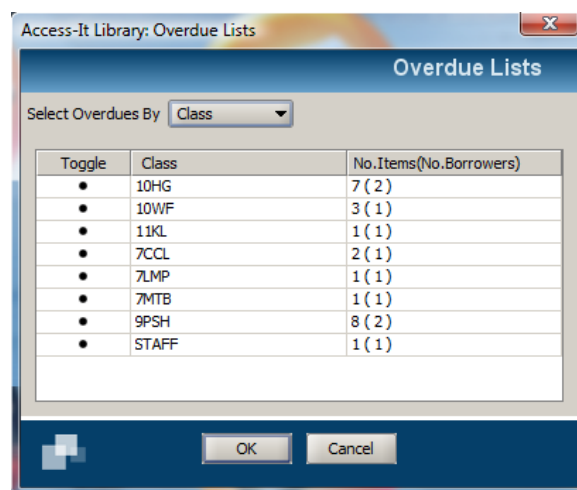 Access-It Library: Overdue Lists
Overdue Lists
Select Overdues By Class
Toggle Class No.Items(No.Borrowers)
10HG 7 ( 2 )
10WF 3 ( 1 )
11KL 1 ( 1 )
7CCL 2 ( 1 )
7LMP 1 ( 1 )
7MTB 1 ( 1 )
9PSH 8 ( 2 )
STAFF 1 ( 1 )
OK Cancel